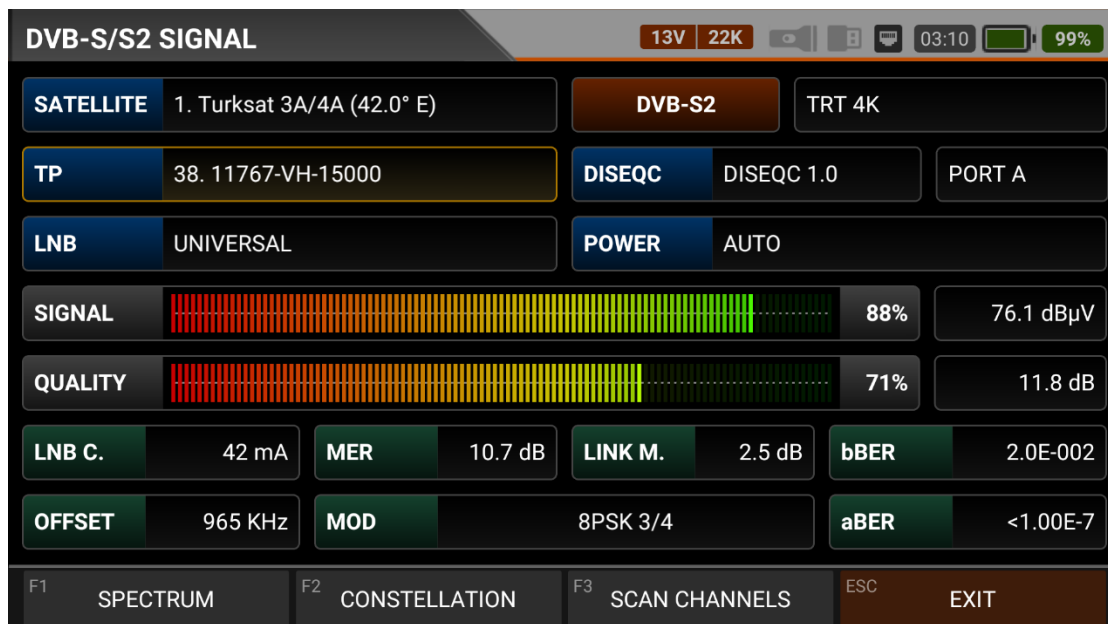 DVB-S/S2 SIGNAL 13V 22K 03:10 99%
SATELLITE 1. Turksat 3A/4A (42.0° E) DVB-S2 TRT 4K
TP 38. 11767-VH-15000 DISEQC DISEQC 1.0 PORT A
LNB UNIVERSAL POWER AUTO
SIGNAL 88% 76.1 dBµV
QUALITY 71% 11.8 dB
LNB C. 42 mA MER 10.7 dB LINK M. 2.5 dB bBER 2.0E-002
OFFSET 965 KHz MOD 8PSK 3/4 aBER <1.00E-7
F1 SPECTRUM F2 CONSTELLATION F3 SCAN CHANNELS ESC EXIT